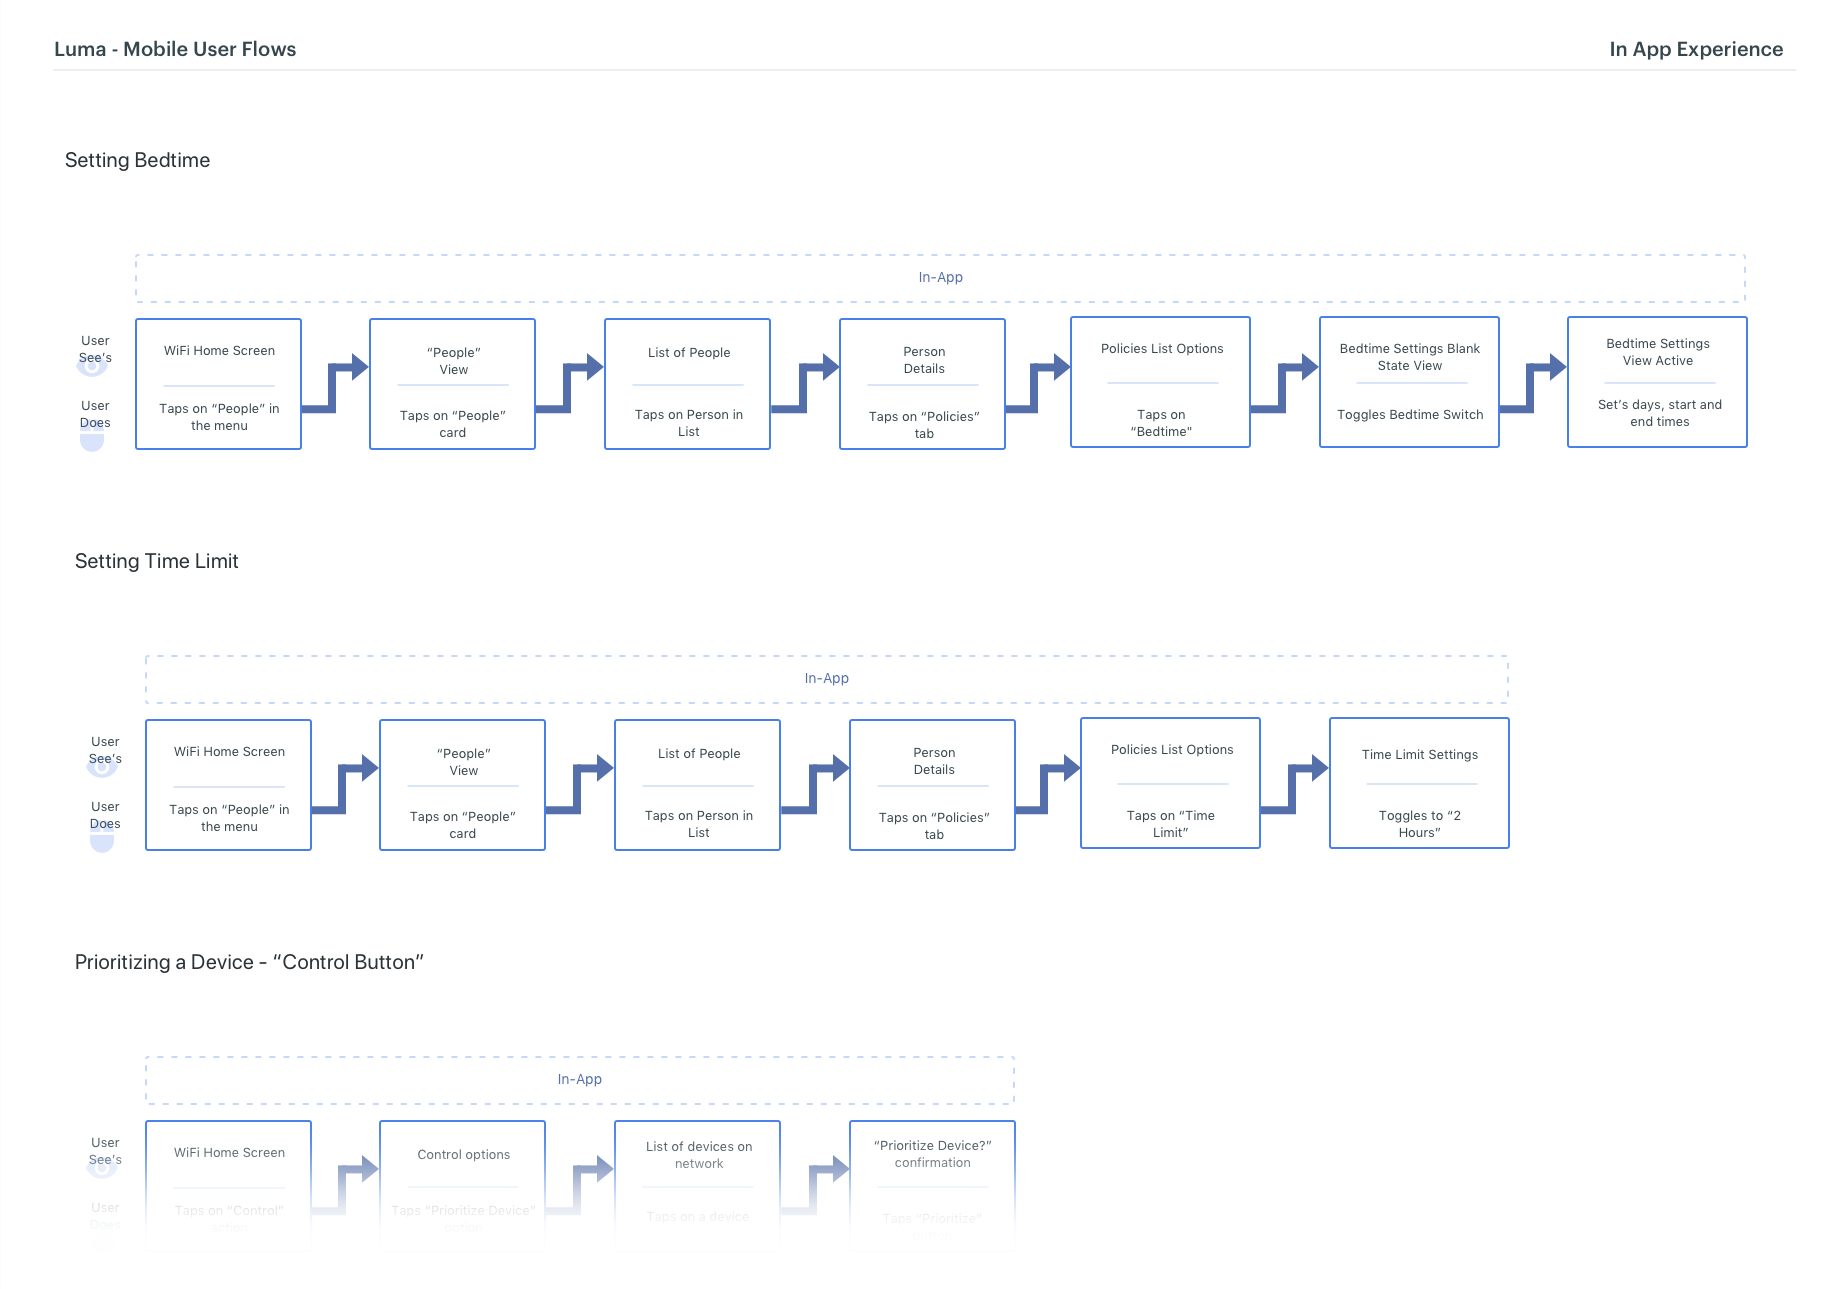 Luma - Mobile User Flows
In App Experience
Setting Bedtime
In-App
User
See's
User
Does
WiFi Home Screen
Taps on “People” in
the menu
“People”
View
Taps on “People”
card
List of People
Taps on Person in
List
Person
Details
Taps on “Policies”
tab
Policies List Options
Taps on
“Bedtime"
Bedtime Settings Blank
State View
Toggles Bedtime Switch
Bedtime Settings
View Active
Set’s days, start and
end times
Setting Time Limit
In-App
User
See's
User
Does
WiFi Home Screen
Taps on “People” in
the menu
“People”
View
Taps on “People”
card
List of People
Taps on Person in
List
Person
Details
Taps on “Policies”
tab
Policies List Options
Taps on “Time
Limit”
Time Limit Settings
Toggles to “2
Hours”
Prioritizing a Device - “Control Button”
In-App
User
See's
User
Does
WiFi Home Screen
Taps on “Control”
action
Control options
Taps “Prioritize Device”
option
List of devices on
network
Taps on a device
“Prioritize Device?”
confirmation
Taps “Prioritize”